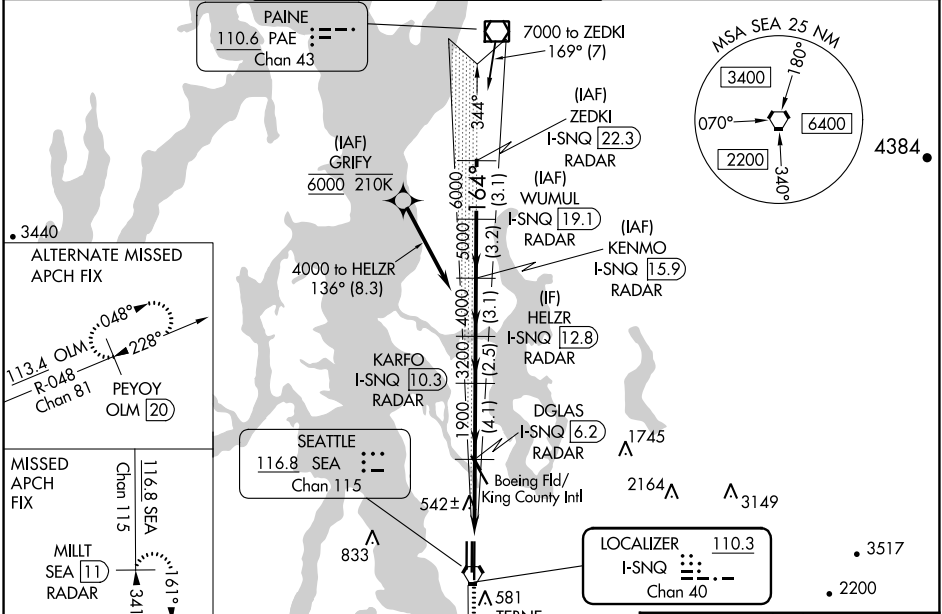 PAINE
110.6 PAE
Chan 43
7000 to ZEDKI
169° (7)
MSA SEA 25 NM
3400
180°
070°
6400
2200
340°
4384
344°
(IAF)
ZEDKI
I-SNQ 22.3
RADAR
6000
164°
(3.1)
(IAF)
GRIFY
6000 210K
(IAF)
WUMUL
I-SNQ 19.1
RADAR
5000
(3.2)
(IAF)
KENMO
I-SNQ 15.9
RADAR
4000 to HELZR
136° (8.3)
4000
(3.1)
(IF)
HELZR
I-SNQ 12.8
RADAR
3440
ALTERNATE MISSED
APCH FIX
048°
228°
113.4 OLM
R-048
Chan 81
PEYOY
OLM 20
KARFO
I-SNQ 10.3
RADAR
3200
(2.5)
1900
(4.1)
DGLAS
I-SNQ 6.2
RADAR
1745
SEATTLE
116.8 SEA
Chan 115
Boeing Fld/
King County Intl
2164
3149
542±
833
MISSED
APCH
FIX
116.8 SEA
Chan 115
MILLT
SEA 11
RADAR
341
161°
LOCALIZER 110.3
I-SNQ
Chan 40
3517
2200
581